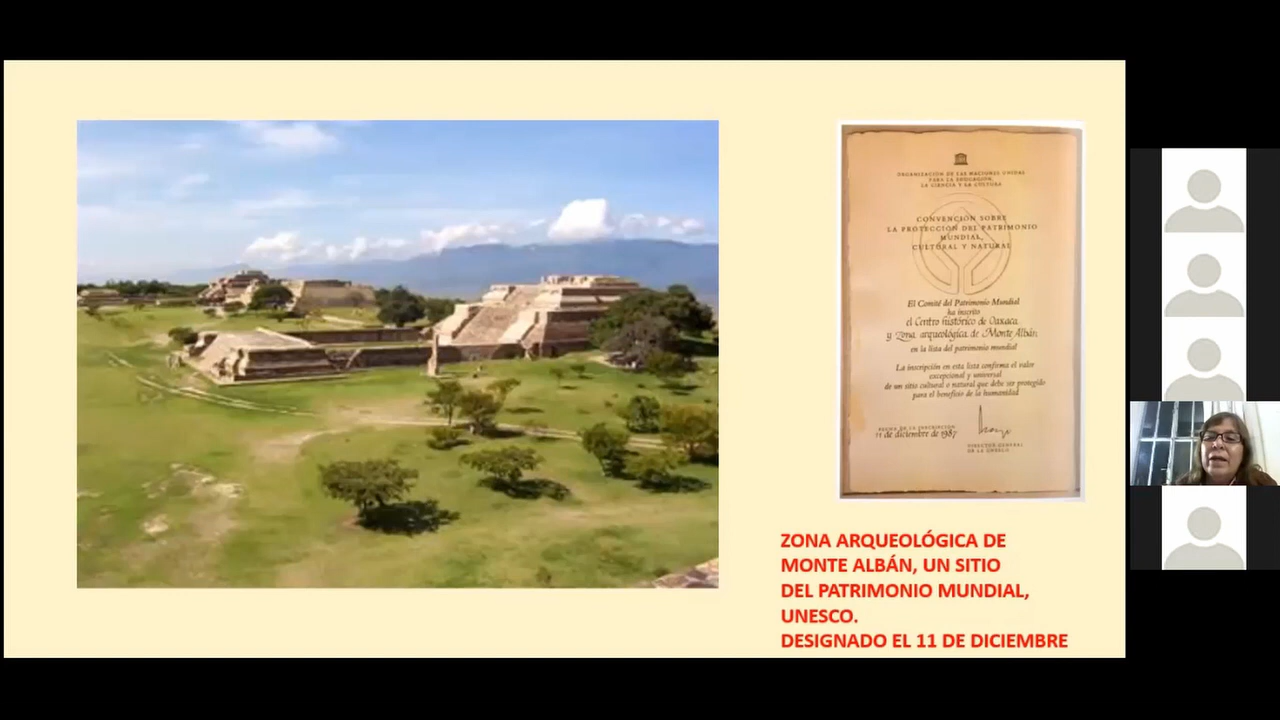 ORGANIZACIÓN DE LAS NACIONES UNIDAS
PARA LA EDUCACIÓN,
LA CIENCIA Y LA CULTURA
CONVENCIÓN SOBRE
LA PROTECCIÓN DEL PATRIMONIO
MUNDIAL,
CULTURAL Y NATURAL
El Comité del Patrimonio Mundial
ha inscrito
el Centro histórico de Oaxaca
y Zona arqueológica de Monte Albán
en la lista del patrimonio mundial
La inscripción en esta lista confirma el valor
excepcional y universal
de un sitio cultural o natural que debe ser protegido
para el beneficio de la humanidad
FECHA DE LA INSCRIPCIÓN
11 de diciembre de 1987
DIRECTOR GENERAL
DE LA UNESCO
ZONA ARQUEOLÓGICA DE
MONTE ALBÁN, UN SITIO
DEL PATRIMONIO MUNDIAL,
UNESCO.
DESIGNADO EL 11 DE DICIEMBRE